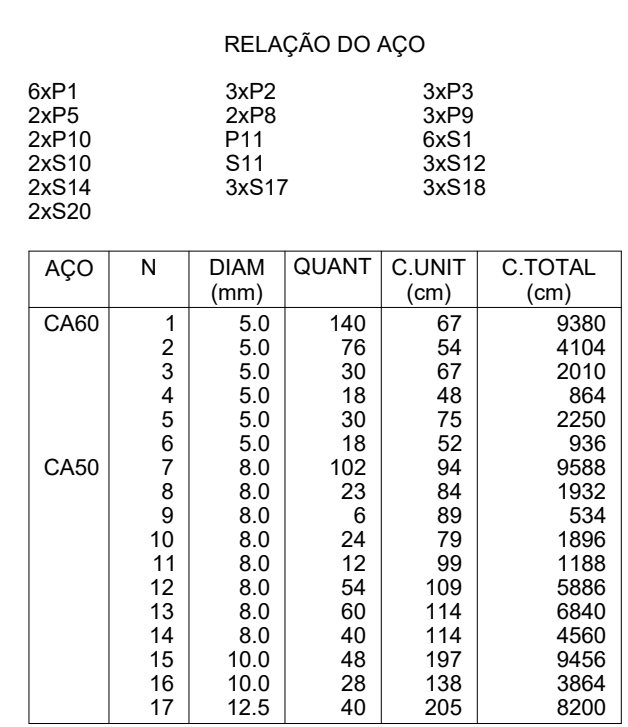 RELAÇÃO DO AÇO
6xP1 3xP2 3xP3
2xP5 2xP8 3xP9
2xP10 P11 6xS1
2xS10 S11 3xS12
2xS14 3xS17 3xS18
2xS20
AÇO N DIAM QUANT C.UNIT C.TOTAL
(mm) (cm) (cm)
CA60 1 5.0 140 67 9380
2 5.0 76 54 4104
3 5.0 30 67 2010
4 5.0 18 48 864
5 5.0 30 75 2250
6 5.0 18 52 936
CA50 7 8.0 102 94 9588
8 8.0 23 84 1932
9 8.0 6 89 534
10 8.0 24 79 1896
11 8.0 12 99 1188
12 8.0 54 109 5886
13 8.0 60 114 6840
14 8.0 40 114 4560
15 10.0 48 197 9456
16 10.0 28 138 3864
17 12.5 40 205 8200